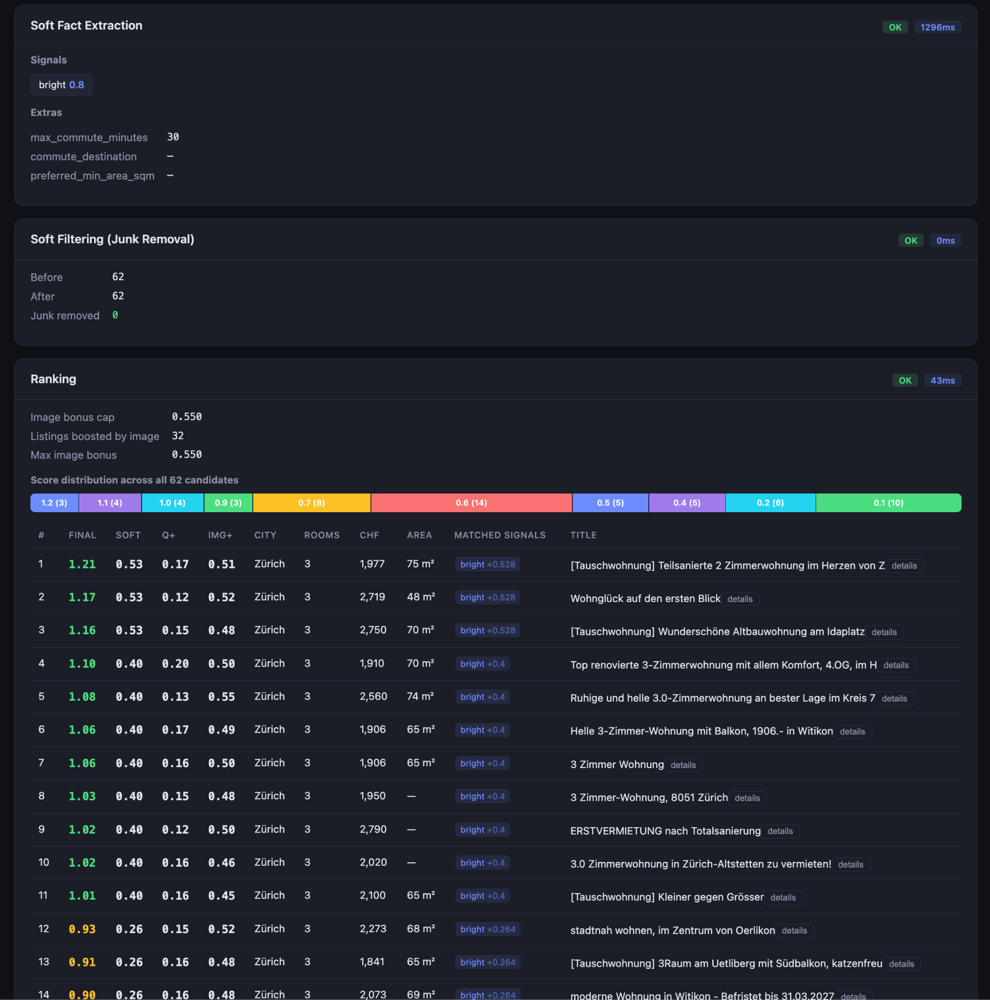 Soft Fact Extraction OK 1296ms
Signals
bright 0.8
Extras
max_commute_minutes 30
commute_destination —
preferred_min_area_sqm —
Soft Filtering (Junk Removal) OK 0ms
Before 62
After 62
Junk removed 0
Ranking OK 43ms
Image bonus cap 0.550
Listings boosted by image 32
Max image bonus 0.550
Score distribution across all 62 candidates
1.2 (3) 1.1 (4) 1.0 (4) 0.9 (3) 0.7 (8) 0.6 (14) 0.5 (5) 0.4 (5) 0.2 (6) 0.1 (10)
# FINAL SOFT Q+ IMG+ CITY ROOMS CHF AREA MATCHED SIGNALS TITLE
1 1.21 0.53 0.17 0.51 Zürich 3 1,977 75 m² bright +0.528 [Tauschwohnung] Teilsanierte 2 Zimmerwohnung im Herzen von Z details
2 1.17 0.53 0.12 0.52 Zürich 3 2,719 48 m² bright +0.528 Wohnglück auf den ersten Blick details
3 1.16 0.53 0.15 0.48 Zürich 3 2,750 70 m² bright +0.528 [Tauschwohnung] Wunderschöne Altbauwohnung am Idaplatz details
4 1.10 0.40 0.20 0.50 Zürich 3 1,910 70 m² bright +0.4 Top renovierte 3-Zimmerwohnung mit allem Komfort, 4.OG, im H details
5 1.08 0.40 0.13 0.55 Zürich 3 2,560 74 m² bright +0.4 Ruhige und helle 3.0-Zimmerwohnung an bester Lage im Kreis 7 details
6 1.06 0.40 0.17 0.49 Zürich 3 1,906 65 m² bright +0.4 Helle 3-Zimmer-Wohnung mit Balkon, 1906.- in Witikon details
7 1.06 0.40 0.16 0.50 Zürich 3 1,906 65 m² bright +0.4 3 Zimmer Wohnung details
8 1.03 0.40 0.15 0.48 Zürich 3 1,950 — bright +0.4 3 Zimmer-Wohnung, 8051 Zürich details
9 1.02 0.40 0.12 0.50 Zürich 3 2,790 — bright +0.4 ERSTVERMIETUNG nach Totalsanierung details
10 1.02 0.40 0.16 0.46 Zürich 3 2,020 — bright +0.4 3.0 Zimmerwohnung in Zürich-Altstetten zu vermieten! details
11 1.01 0.40 0.16 0.45 Zürich 3 2,100 65 m² bright +0.4 [Tauschwohnung] Kleiner gegen Grösser details
12 0.93 0.26 0.15 0.52 Zürich 3 2,273 68 m² bright +0.264 stadtnah wohnen, im Zentrum von Oerlikon details
13 0.91 0.26 0.16 0.48 Zürich 3 1,841 65 m² bright +0.264 [Tauschwohnung] 3Raum am Uetliberg mit Südbalkon, katzenfreu details
14 0.90 0.26 0.16 0.48 Zürich 3 2,073 69 m² bright +0.264 moderne Wohnung in Witikon - Befristet bis 31.03.2027 details